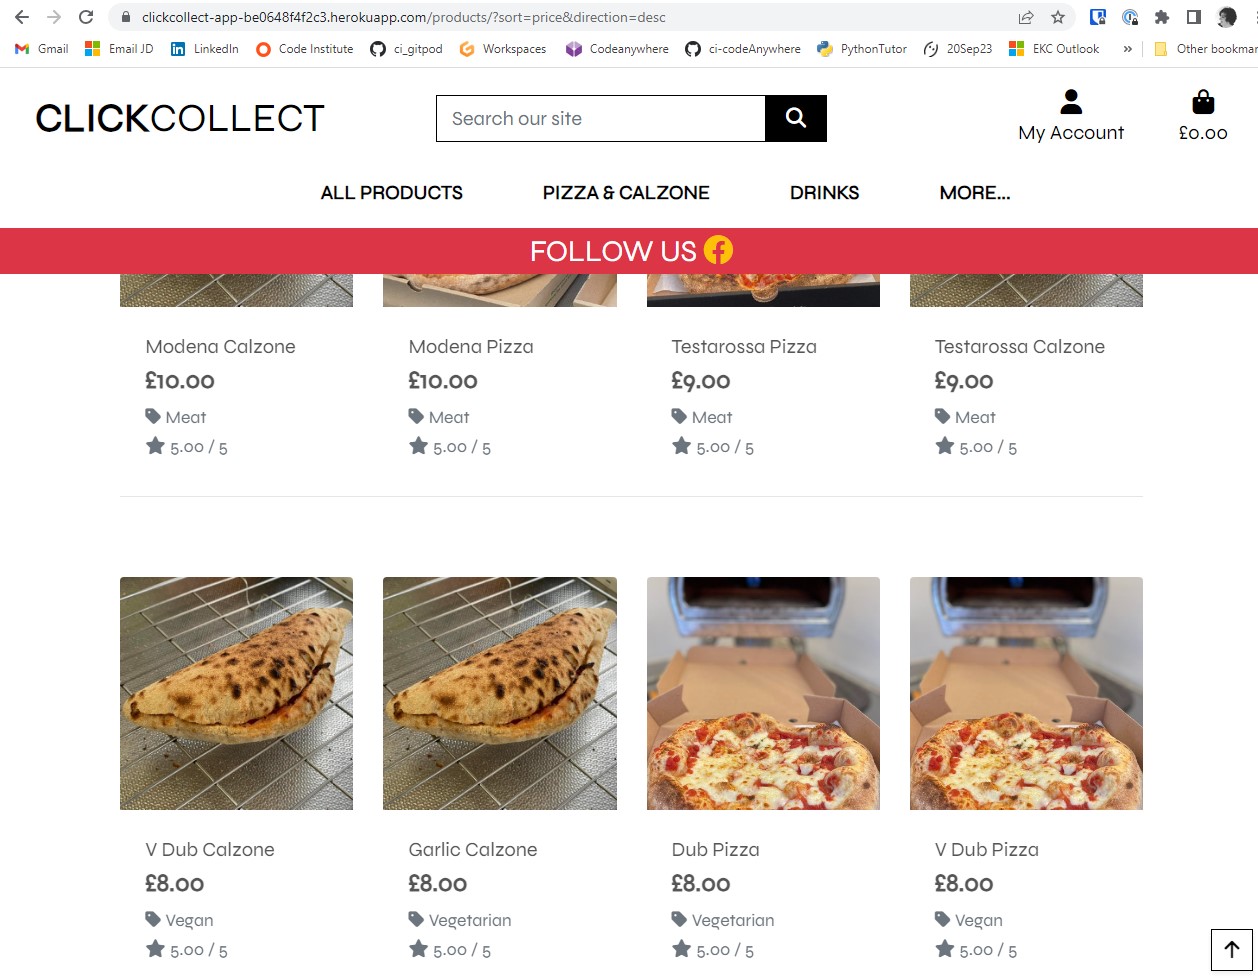 clickcollect-app-be0648f4f2c3.herokuapp.com/products/?sort=price&direction=desc
Gmail Email JD LinkedIn Code Institute ci_gitpod Workspaces Codeanywhere ci-codeAnywhere PythonTutor 20Sep23 EKC Outlook » Other bookmar
CLICKCOLLECT
Search our site
My Account
£0.00
ALL PRODUCTS PIZZA & CALZONE DRINKS MORE...
FOLLOW US
Modena Calzone Modena Pizza Testarossa Pizza Testarossa Calzone
£10.00 £10.00 £9.00 £9.00
Meat Meat Meat Meat
5.00 / 5 5.00 / 5 5.00 / 5 5.00 / 5
V Dub Calzone Garlic Calzone Dub Pizza V Dub Pizza
£8.00 £8.00 £8.00 £8.00
Vegan Vegetarian Vegetarian Vegan
5.00 / 5 5.00 / 5 5.00 / 5 5.00 / 5